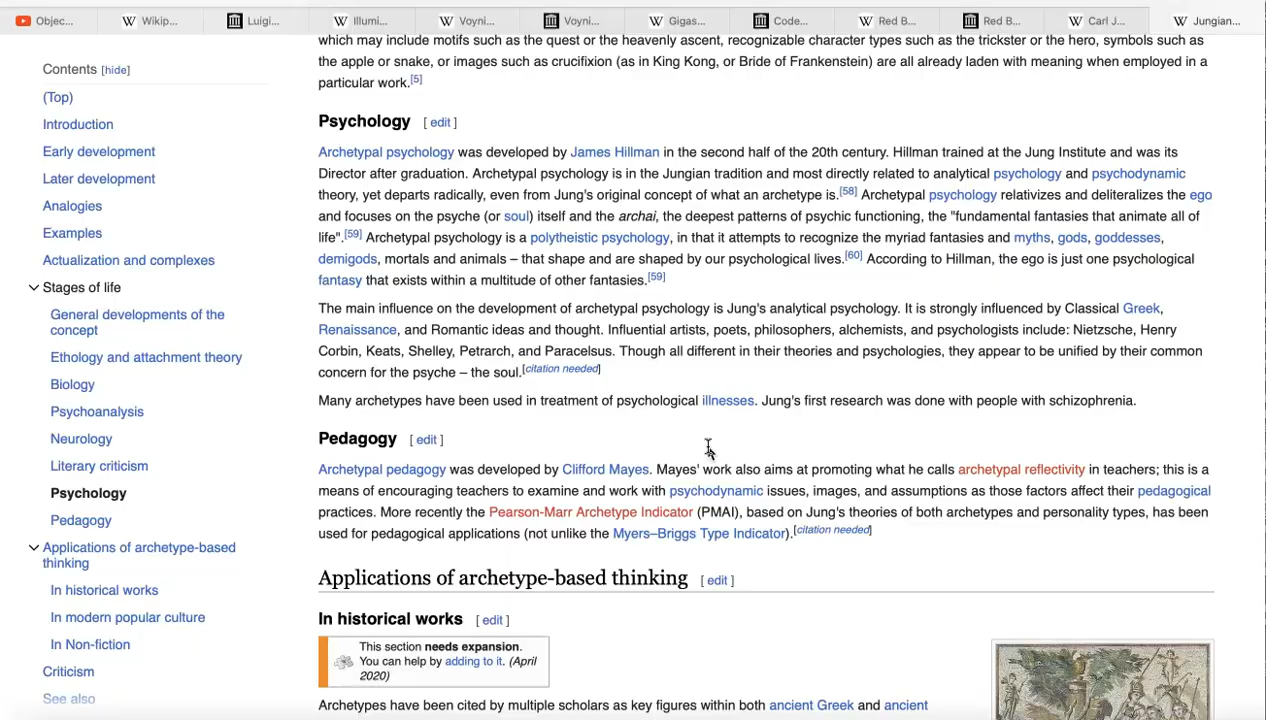 Objec...
Wikip...
Luigi...
Illumi...
Voyni...
Voyni...
Gigas...
Code...
Red B...
Red B...
Carl J...
Jungian...
Contents [hide]
(Top)
Introduction
Early development
Later development
Analogies
Examples
Actualization and complexes
Stages of life
General developments of the
concept
Ethology and attachment theory
Biology
Psychoanalysis
Neurology
Literary criticism
Psychology
Pedagogy
Applications of archetype-based
thinking
In historical works
In modern popular culture
In Non-fiction
Criticism
See also
which may include motifs such as the quest or the heavenly ascent, recognizable character types such as the trickster or the hero, symbols such as
the apple or snake, or images such as crucifixion (as in King Kong, or Bride of Frankenstein) are all already laden with meaning when employed in a
particular work.[5]
Psychology [ edit ]
Archetypal psychology was developed by James Hillman in the second half of the 20th century. Hillman trained at the Jung Institute and was its
Director after graduation. Archetypal psychology is in the Jungian tradition and most directly related to analytical psychology and psychodynamic
theory, yet departs radically, even from Jung's original concept of what an archetype is.[58] Archetypal psychology relativizes and deliteralizes the ego
and focuses on the psyche (or soul) itself and the archai, the deepest patterns of psychic functioning, the "fundamental fantasies that animate all of
life".[59] Archetypal psychology is a polytheistic psychology, in that it attempts to recognize the myriad fantasies and myths, gods, goddesses,
demigods, mortals and animals – that shape and are shaped by our psychological lives.[60] According to Hillman, the ego is just one psychological
fantasy that exists within a multitude of other fantasies.[59]
The main influence on the development of archetypal psychology is Jung's analytical psychology. It is strongly influenced by Classical Greek,
Renaissance, and Romantic ideas and thought. Influential artists, poets, philosophers, alchemists, and psychologists include: Nietzsche, Henry
Corbin, Keats, Shelley, Petrarch, and Paracelsus. Though all different in their theories and psychologies, they appear to be unified by their common
concern for the psyche – the soul.[citation needed]
Many archetypes have been used in treatment of psychological illnesses. Jung's first research was done with people with schizophrenia.
Pedagogy [ edit ]
Archetypal pedagogy was developed by Clifford Mayes. Mayes' work also aims at promoting what he calls archetypal reflectivity in teachers; this is a
means of encouraging teachers to examine and work with psychodynamic issues, images, and assumptions as those factors affect their pedagogical
practices. More recently the Pearson-Marr Archetype Indicator (PMAI), based on Jung's theories of both archetypes and personality types, has been
used for pedagogical applications (not unlike the Myers–Briggs Type Indicator).[citation needed]
Applications of archetype-based thinking [ edit ]
In historical works [ edit ]
This section needs expansion.
You can help by adding to it. (April
2020)
Archetypes have been cited by multiple scholars as key figures within both ancient Greek and ancient